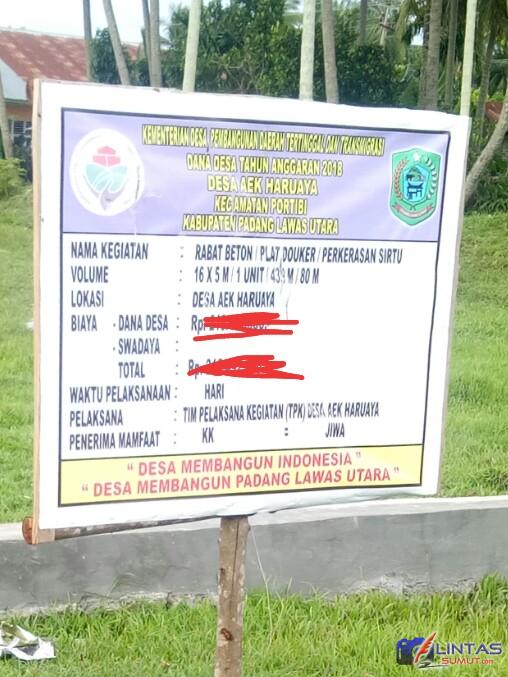 KEMENTERIAN DESA, PEMBANGUNAN DAERAH TERTINGGAL DAN TRANSMIGRASI
DANA DESA TAHUN ANGGARAN 2018
DESA AEK HARUAYA
KECAMATAN PORTIBI
KABUPATEN PADANG LAWAS UTARA
NAMA KEGIATAN : RABAT BETON / PLAT DOUKER / PERKERASAN SIRTU
VOLUME : 16 X 5 M / 1 UNIT / 433 M / 80 M
LOKASI : DESA AEK HARUAYA
BIAYA - DANA DESA : Rp.
- SWADAYA :
TOTAL : Rp.
WAKTU PELAKSANAAN : HARI
PELAKSANA : TIM PELAKSANA KEGIATAN (TPK) DESA AEK HARUAYA
PENERIMA MAMFAAT : KK = JIWA
" DESA MEMBANGUN INDONESIA "
" DESA MEMBANGUN PADANG LAWAS UTARA "
LINTAS
SUMUT.com